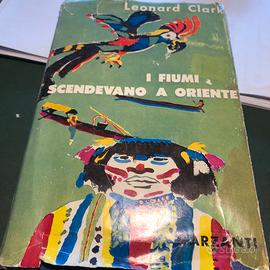 Leonard Clark
I FIUMI
SCENDEVANO A ORIENTE
GARZANTI